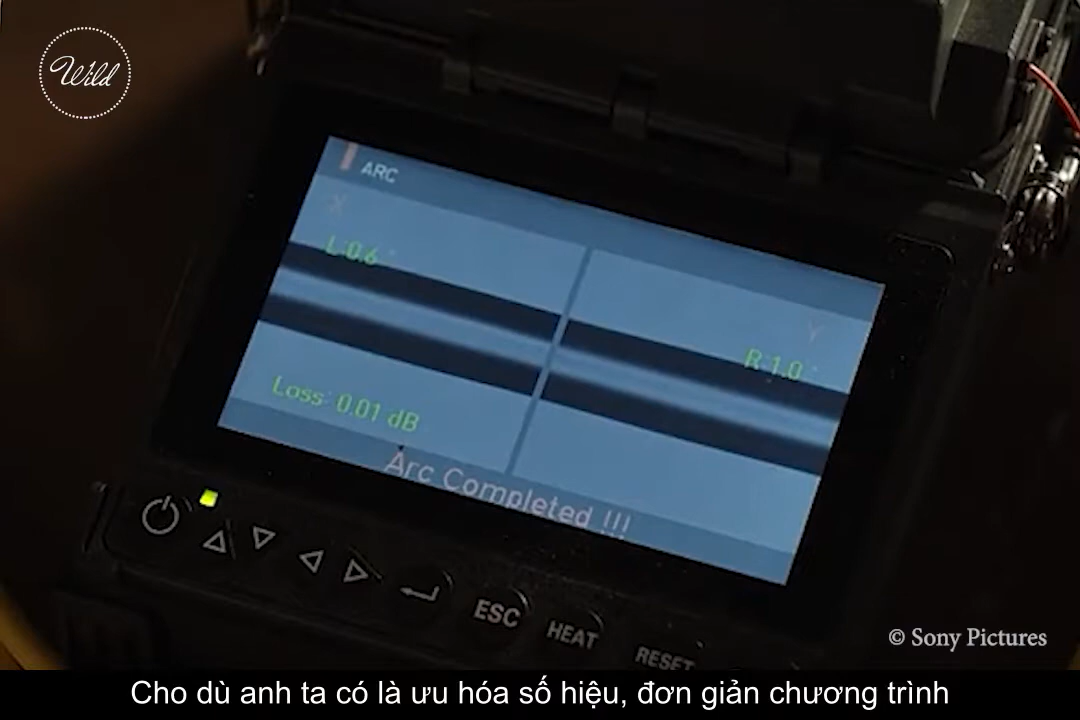 Wild
ARC
X
L:0.6°
Y
R:1.0°
Loss: 0.01 dB
Arc Completed !!!
ESC
HEAT
RESET
© Sony Pictures
Cho dù anh ta có là ưu hóa số hiệu, đơn giản chương trình